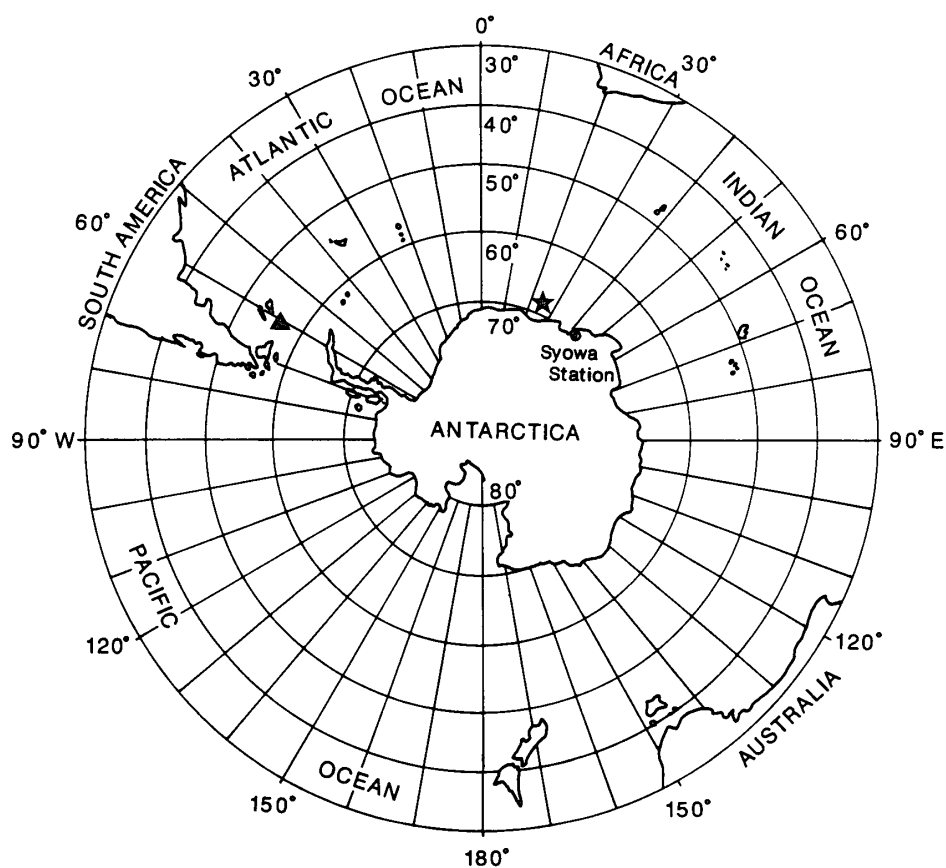 0°
30°
AFRICA
30°
30°
ATLANTIC
OCEAN
40°
50°
60°
70°
80°
SOUTH AMERICA
60°
INDIAN
OCEAN
60°
Syowa
Station
ANTARCTICA
90° W
90° E
PACIFIC
OCEAN
120°
120°
AUSTRALIA
150°
150°
180°